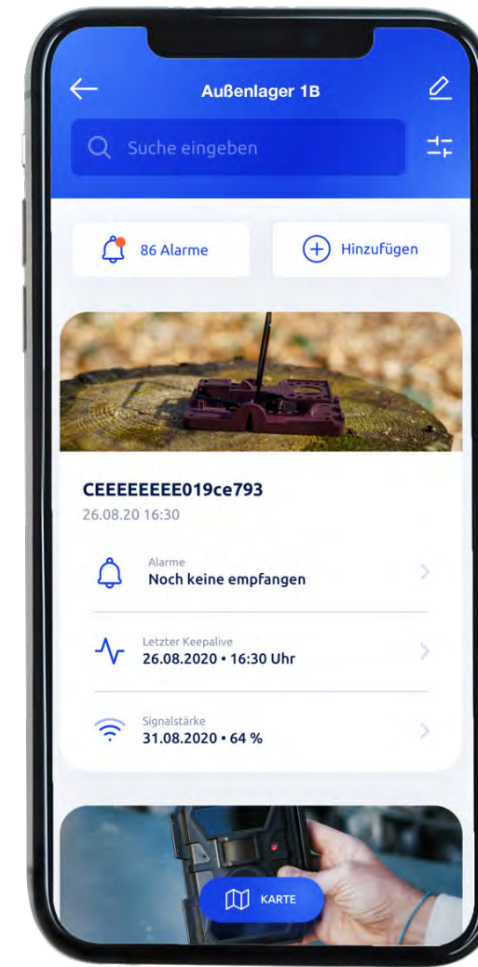 Außenlager 1B
Suche eingeben
86 Alarme
Hinzufügen
CEEEEEEEE019ce793
26.08.20 16:30
Alarme
Noch keine empfangen
Letzter Keepalive
26.08.2020 • 16:30 Uhr
Signalstärke
31.08.2020 • 64 %
KARTE